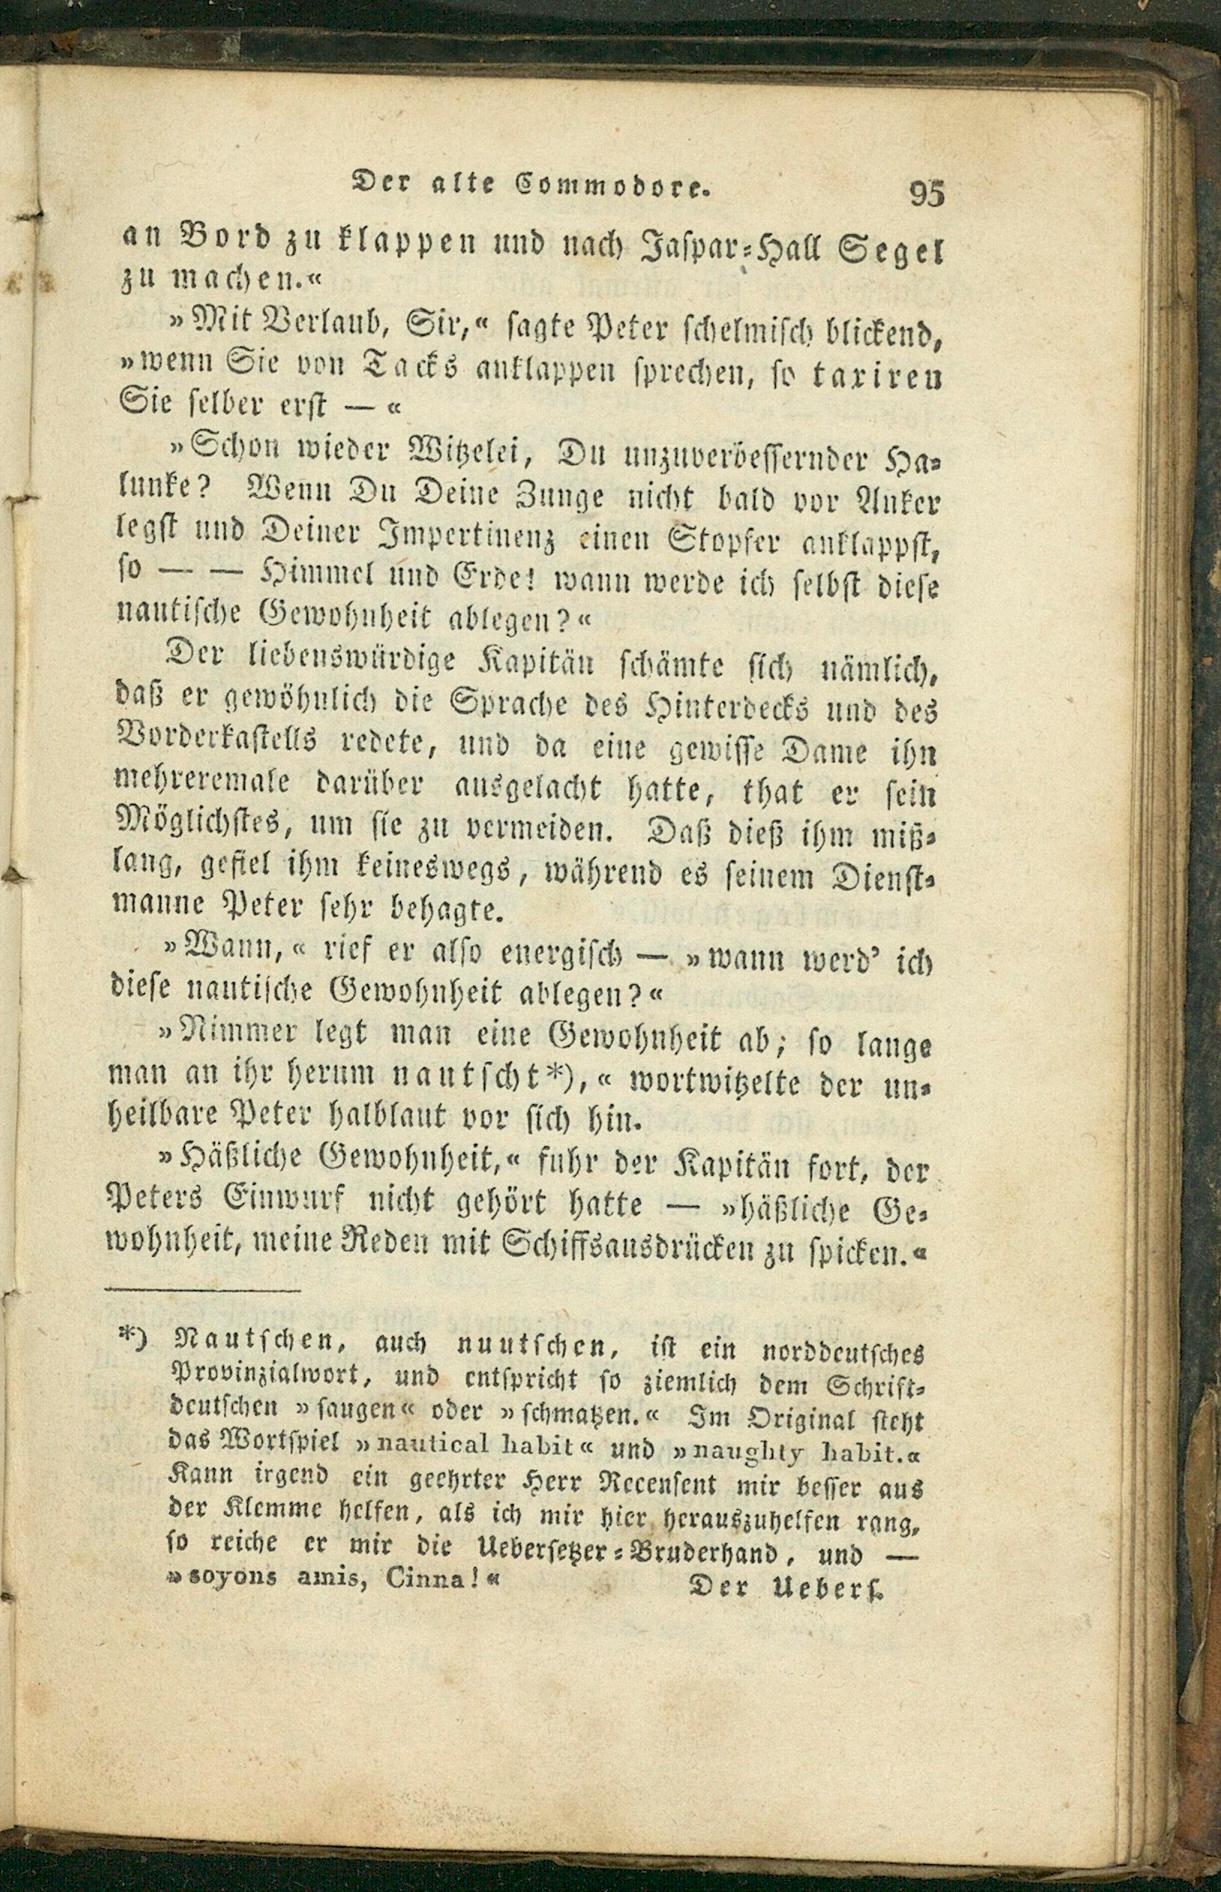 Der alte Commodore. 95
an Bord zu klappen und nach Jaspar-Hall Segel
zu machen.“
»Mit Verlaub, Sir,« sagte Peter schelmisch blickend,
»wenn Sie von Tacks anklappen sprechen, so taxiren
Sie selber erst — «
»Schon wieder Witzelei, Du unzuverbessernder Ha-
lunke? Wenn Du Deine Zunge nicht bald vor Anker
legst und Deiner Impertinenz einen Stopfer anklappst,
so — — Himmel und Erde! wann werde ich selbst diese
nautische Gewohnheit ablegen?«
Der liebenswürdige Kapitän schämte sich nämlich,
daß er gewöhnlich die Sprache des Hinterdecks und des
Vorderkastells redete, und da eine gewisse Dame ihn
mehreremale darüber ausgelacht hatte, that er sein
Möglichstes, um sie zu vermeiden. Daß dieß ihm miß-
lang, gefiel ihm keineswegs, während es seinem Dienst-
manne Peter sehr behagte.
»Wann,« rief er also energisch — »wann werd' ich
diese nautische Gewohnheit ablegen?«
»Nimmer legt man eine Gewohnheit ab; so lange
man an ihr herum nautscht*),« wortwitzelte der un-
heilbare Peter halblaut vor sich hin.
»Häßliche Gewohnheit,« fuhr der Kapitän fort, der
Peters Einwurf nicht gehört hatte — »häßliche Ge-
wohnheit, meine Reden mit Schiffsausdrücken zu spicken.«
*) Nautschen, auch nuutschen, ist ein norddeutsches
Provinzialwort, und entspricht so ziemlich dem Schrift-
deutschen »saugen« oder »schmatzen.« Im Original steht
das Wortspiel »nautical habit« und »naughty habit.«
Kann irgend ein geehrter Herr Recensent mir besser aus
der Klemme helfen, als ich mir hier herauszuhelfen rang,
so reiche er mir die Uebersetzer-Bruderhand, und —
»soyons amis, Cinna!« Der Uebers.